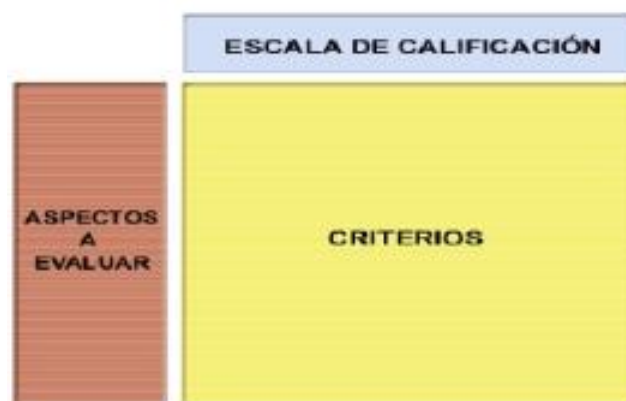 ESCALA DE CALIFICACIÓN
ASPECTOS
A
EVALUAR
CRITERIOS